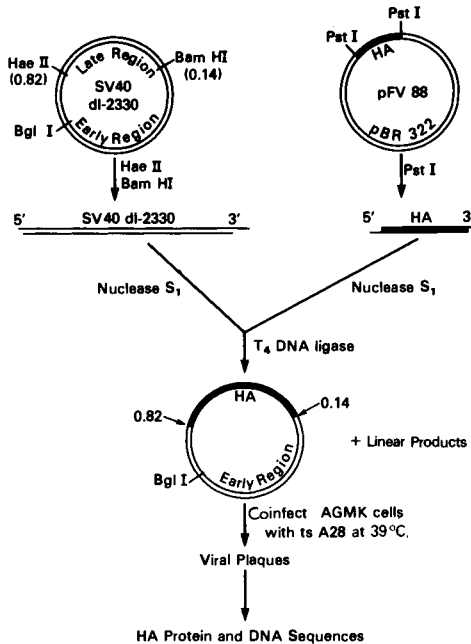 Hae II
(0.82)
Late Region
Bam HI
(0.14)
SV40
dl-2330
Bgl I
Early Region
Pst I
Pst I
HA
pFV 88
pBR 322
Hae II
Bam HI
Pst I
5' SV40 dl-2330 3'
5' HA 3
Nuclease S1
Nuclease S1
T4 DNA ligase
HA
0.82
0.14
Bgl I
Early Region
+ Linear Products
Coinfect AGMK cells
with ts A28 at 39°C.
Viral Plaques
HA Protein and DNA Sequences